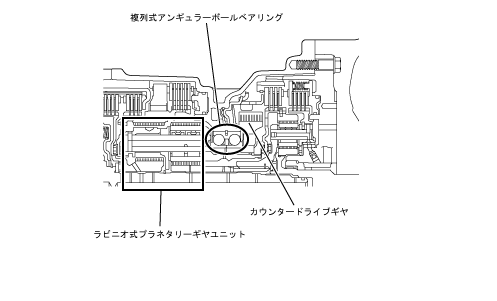 複列式アンギュラーボールベアリング
カウンタードライブギヤ
ラビニオ式プラネタリーギヤユニット